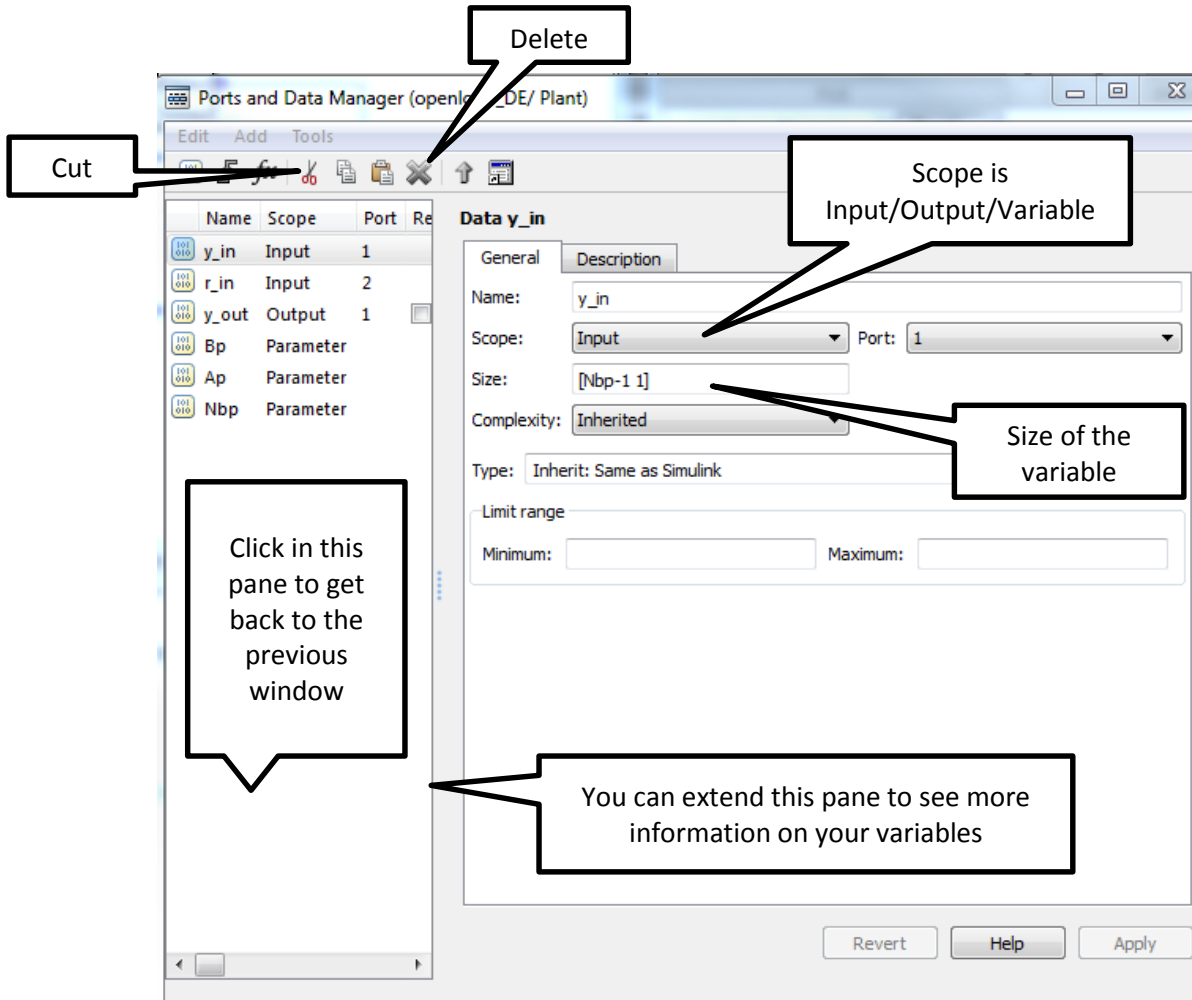 Delete
Ports and Data Manager (openl DE/ Plant)
Edit Add Tools
Cut
Scope is
Input/Output/Variable
Name Scope Port Re
y_in Input 1
r_in Input 2
y_out Output 1
Bp Parameter
Ap Parameter
Nbp Parameter
Data y_in
General Description
Name: y_in
Scope: Input Port: 1
Size: [Nbp-1 1]
Complexity: Inherited
Size of the
variable
Type: Inherit: Same as Simulink
Limit range
Minimum: Maximum:
Click in this
pane to get
back to the
previous
window
You can extend this pane to see more
information on your variables
Revert Help Apply